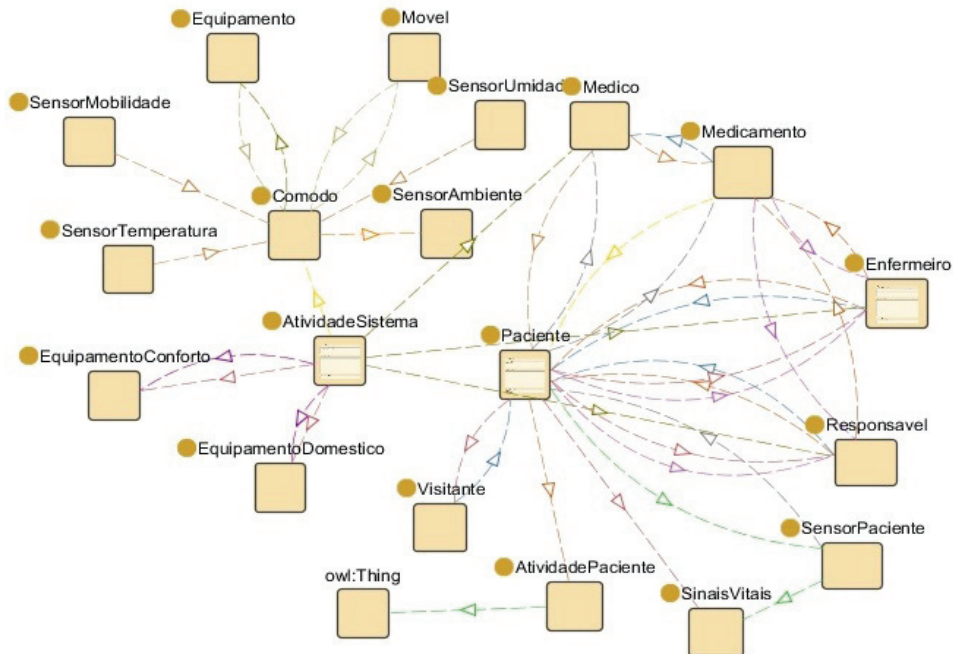 Equipamento
Movel
SensorMobilidade
SensorUmidad
Medico
Medicamento
Comodo
SensorAmbiente
SensorTemperatura
Enfermeiro
AtividadeSistema
Paciente
EquipamentoConforto
Responsavel
EquipamentoDomestico
Visitante
SensorPaciente
owl:Thing
AtividadePaciente
SinaisVitais